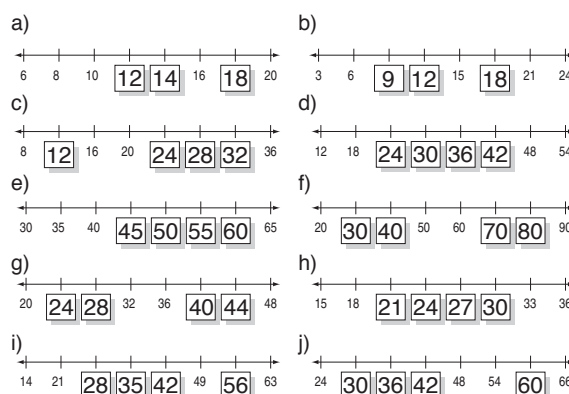 a)
6 8 10 12 14 16 18 20
b)
3 6 9 12 15 18 21 24
c)
8 12 16 20 24 28 32 36
d)
12 18 24 30 36 42 48 54
e)
30 35 40 45 50 55 60 65
f)
20 30 40 50 60 70 80 90
g)
20 24 28 32 36 40 44 48
h)
15 18 21 24 27 30 33 36
i)
14 21 28 35 42 49 56 63
j)
24 30 36 42 48 54 60 66